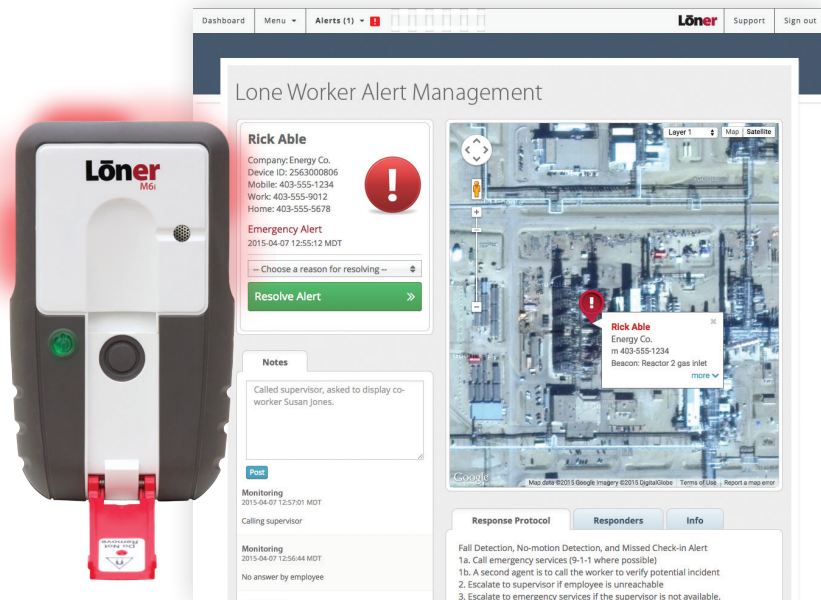 Dashboard
Menu
Alerts (1)
Lōner
Support
Sign out
Lone Worker Alert Management
Lōner
M6i
Do Not
Remove
Rick Able
Company: Energy Co.
Device ID: 2563000806
Mobile: 403-555-1234
Work: 403-555-9012
Home: 403-555-5678
Emergency Alert
2015-04-07 12:55:12 MDT
-- Choose a reason for resolving --
Resolve Alert »
Layer 1
Map
Satellite
Rick Able
Energy Co.
m 403-555-1234
Beacon: Reactor 2 gas inlet
more
Google
Map data ©2015 Google Imagery ©2015 DigitalGlobe
Terms of Use
Report a map error
Notes
Called supervisor, asked to display co-
worker Susan Jones.
Post
Monitoring
2015-04-07 12:57:01 MDT
Calling supervisor
Monitoring
2015-04-07 12:56:44 MDT
No answer by employee
Response Protocol
Responders
Info
Fall Detection, No-motion Detection, and Missed Check-in Alert
1a. Call emergency services (9-1-1 where possible)
1b. A second agent is to call the worker to verify potential incident
2. Escalate to supervisor if employee is unreachable
3. Escalate to emergency services if the supervisor is not available.